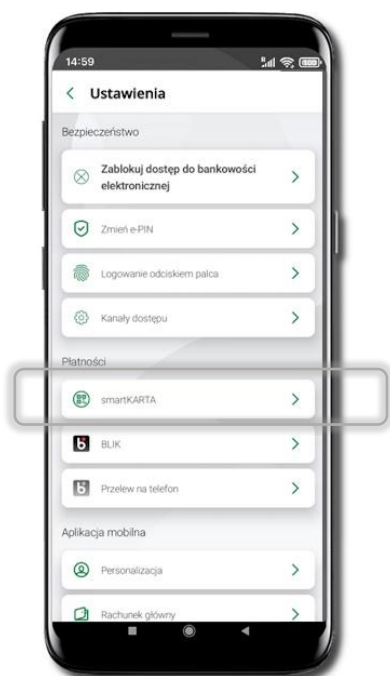 14:59
Ustawienia
Bezpieczeństwo
Zablokuj dostęp do bankowości
elektronicznej
Zmień e-PIN
Logowanie odciskiem palca
Kanały dostępu
Płatności
smartKARTA
BLIK
Przelew na telefon
Aplikacja mobilna
Personalizacja
Rachunek główny